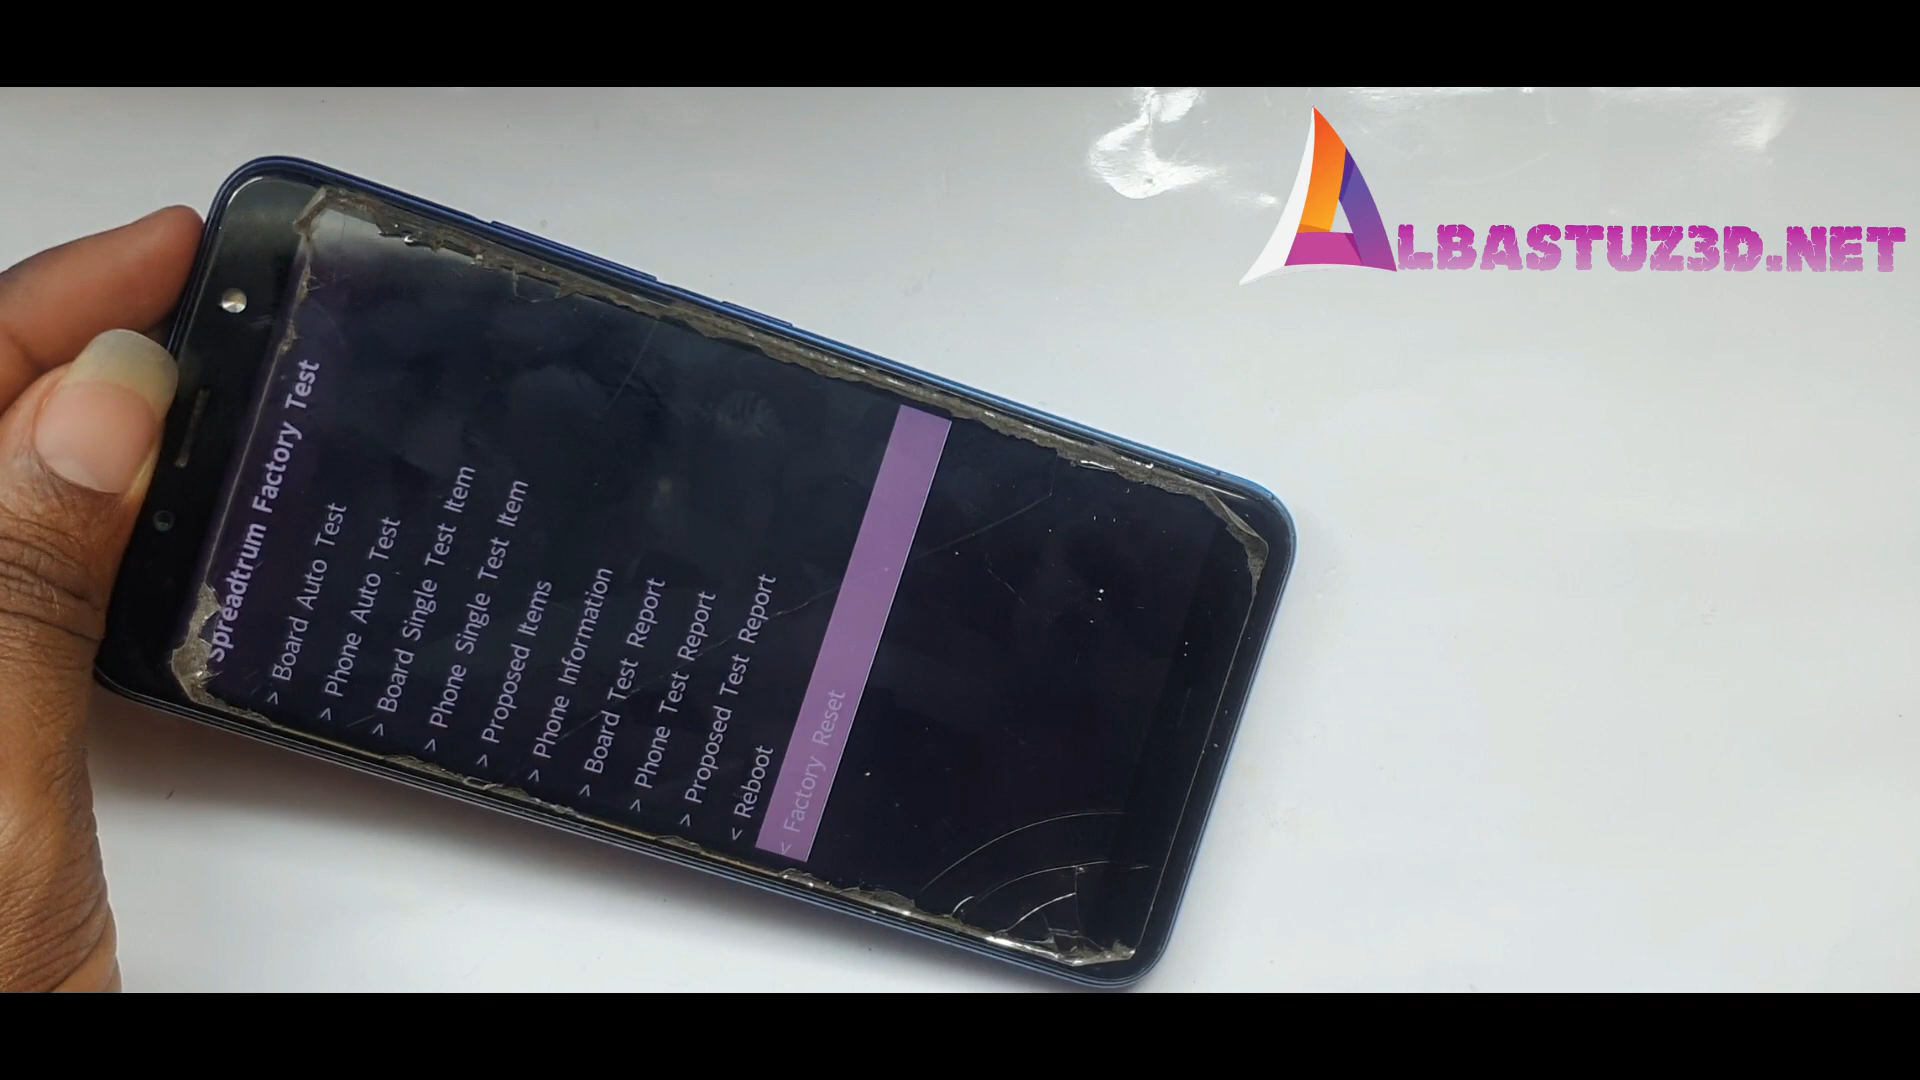 ALBASTUZ3D.NET
Spreadtrum Factory Test
> Board Auto Test
> Phone Auto Test
> Board Single Test Item
> Phone Single Test Item
> Proposed Items
> Phone Information
> Board Test Report
> Phone Test Report
> Proposed Test Report
< Reboot
< Factory Reset